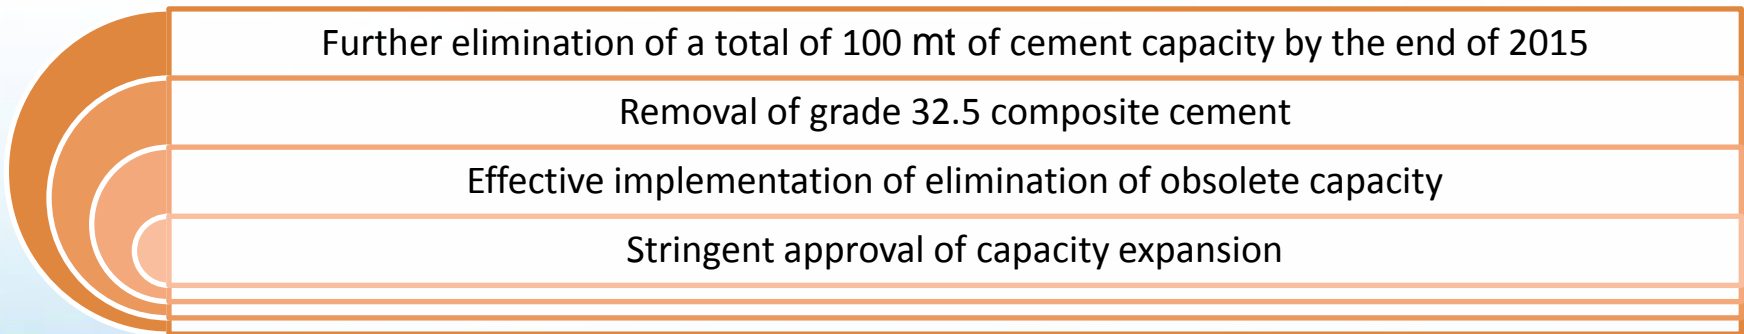 Further elimination of a total of 100 mt of cement capacity by the end of 2015
Removal of grade 32.5 composite cement
Effective implementation of elimination of obsolete capacity
Stringent approval of capacity expansion